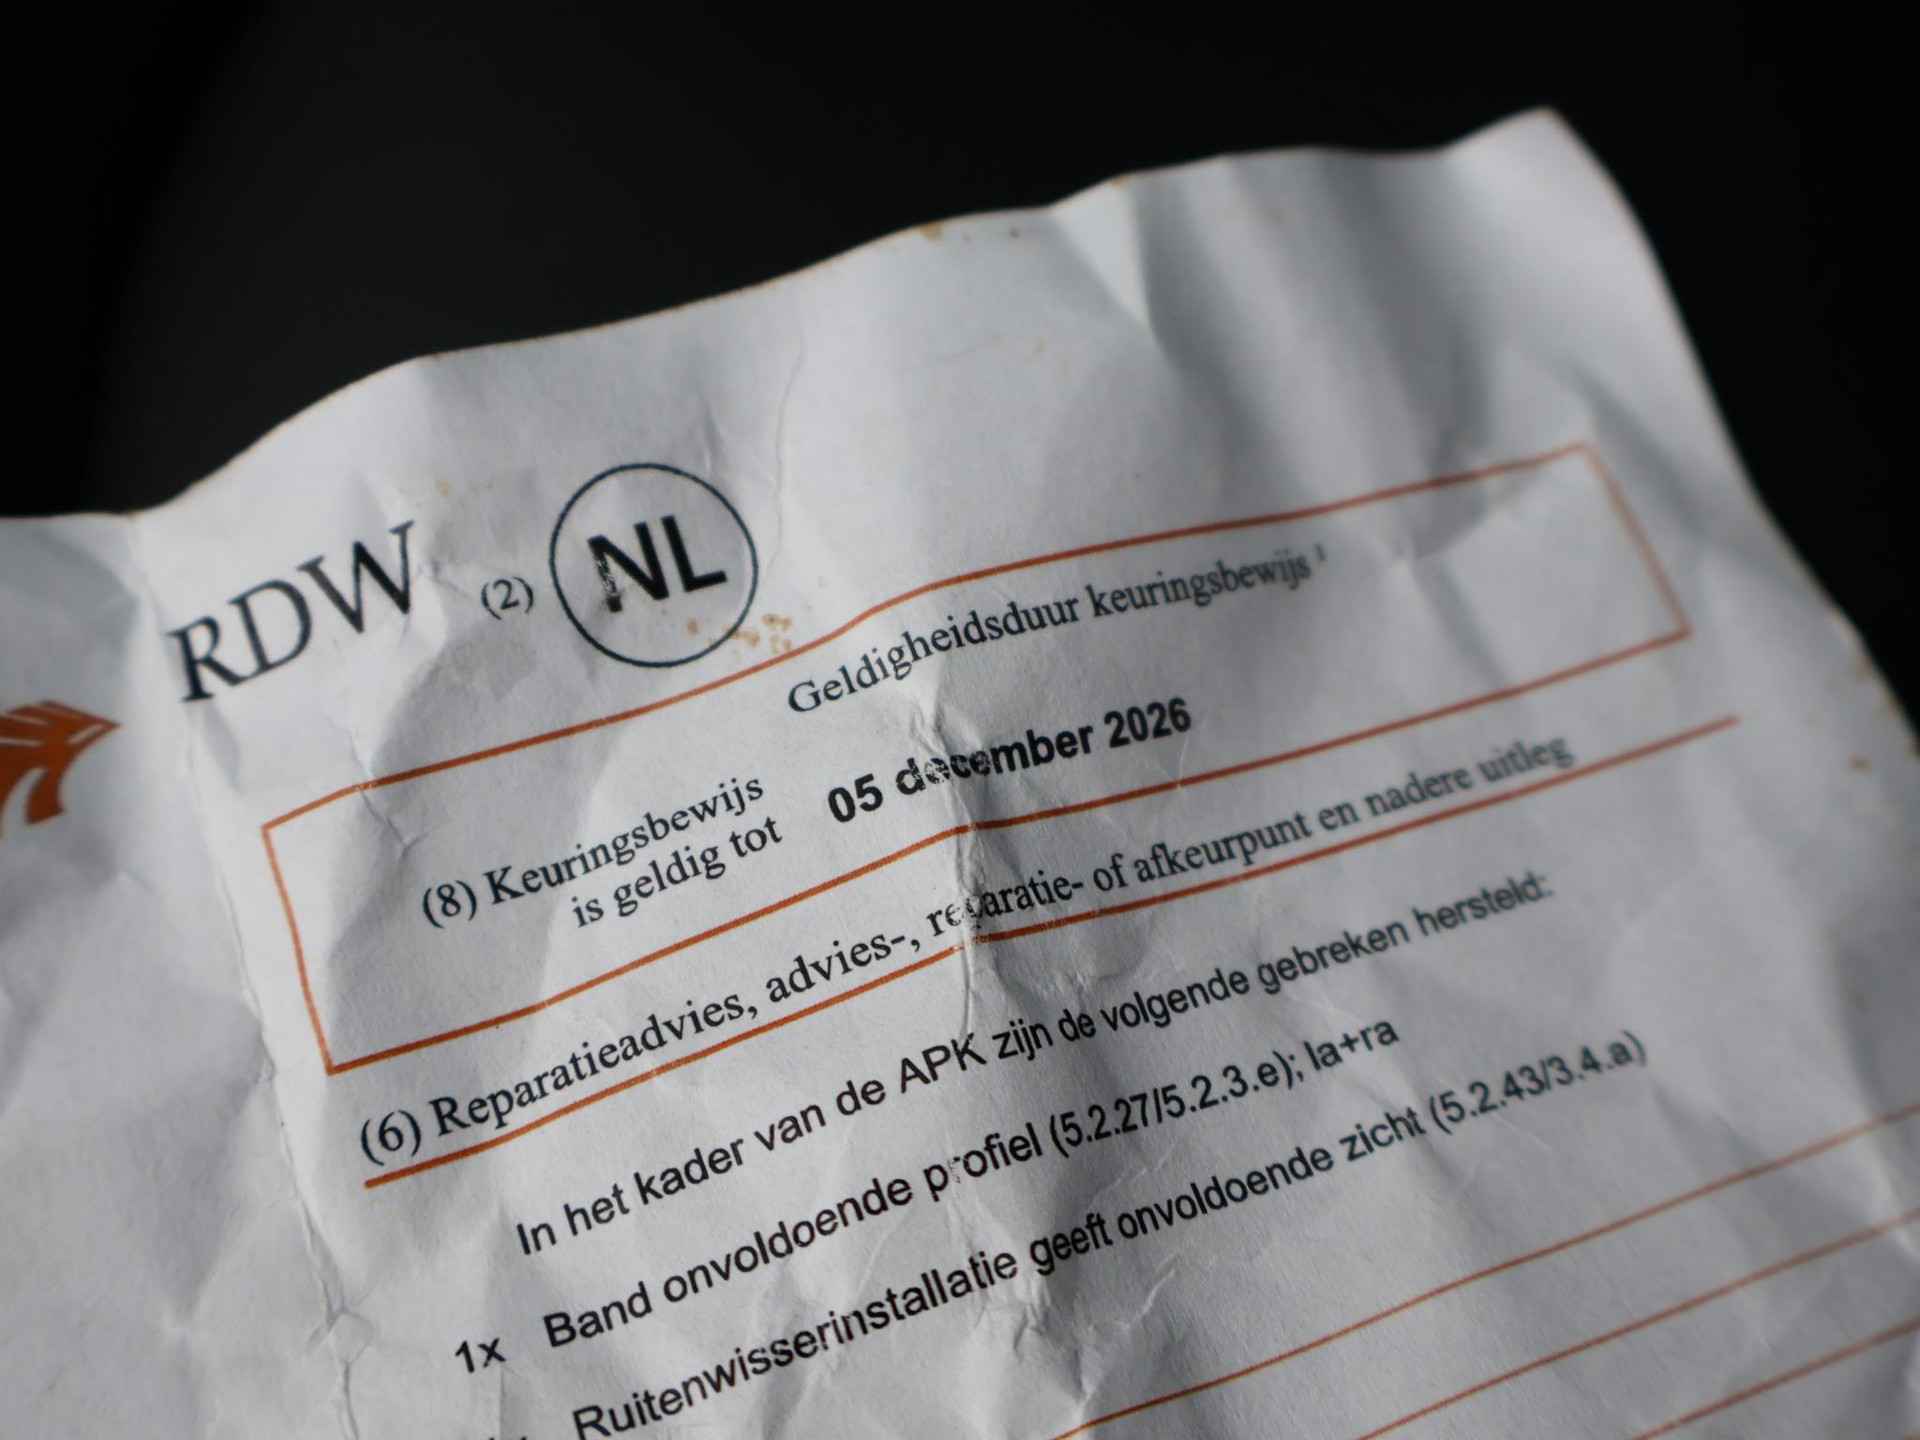 RDW (2) NL
Geldigheidsduur keuringsbewijs ¹
(8) Keuringsbewijs
is geldig tot
05 december 2026
(6) Reparatieadvies, advies-, reparatie- of afkeurpunt en nadere uitleg
In het kader van de APK zijn de volgende gebreken hersteld:
1x Band onvoldoende profiel (5.2.27/5.2.3.e); la+ra
Ruitenwisserinstallatie geeft onvoldoende zicht (5.2.43/3.4.a)